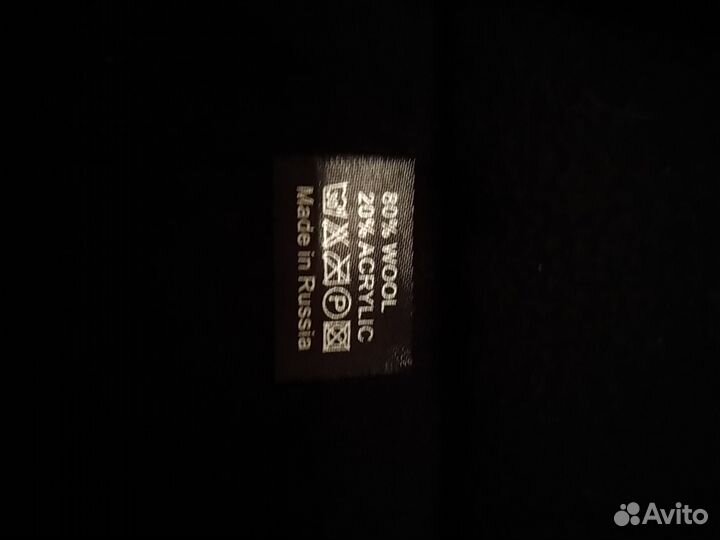 80% WOOL
20% ACRYLIC
P
Made in Russia
Avito